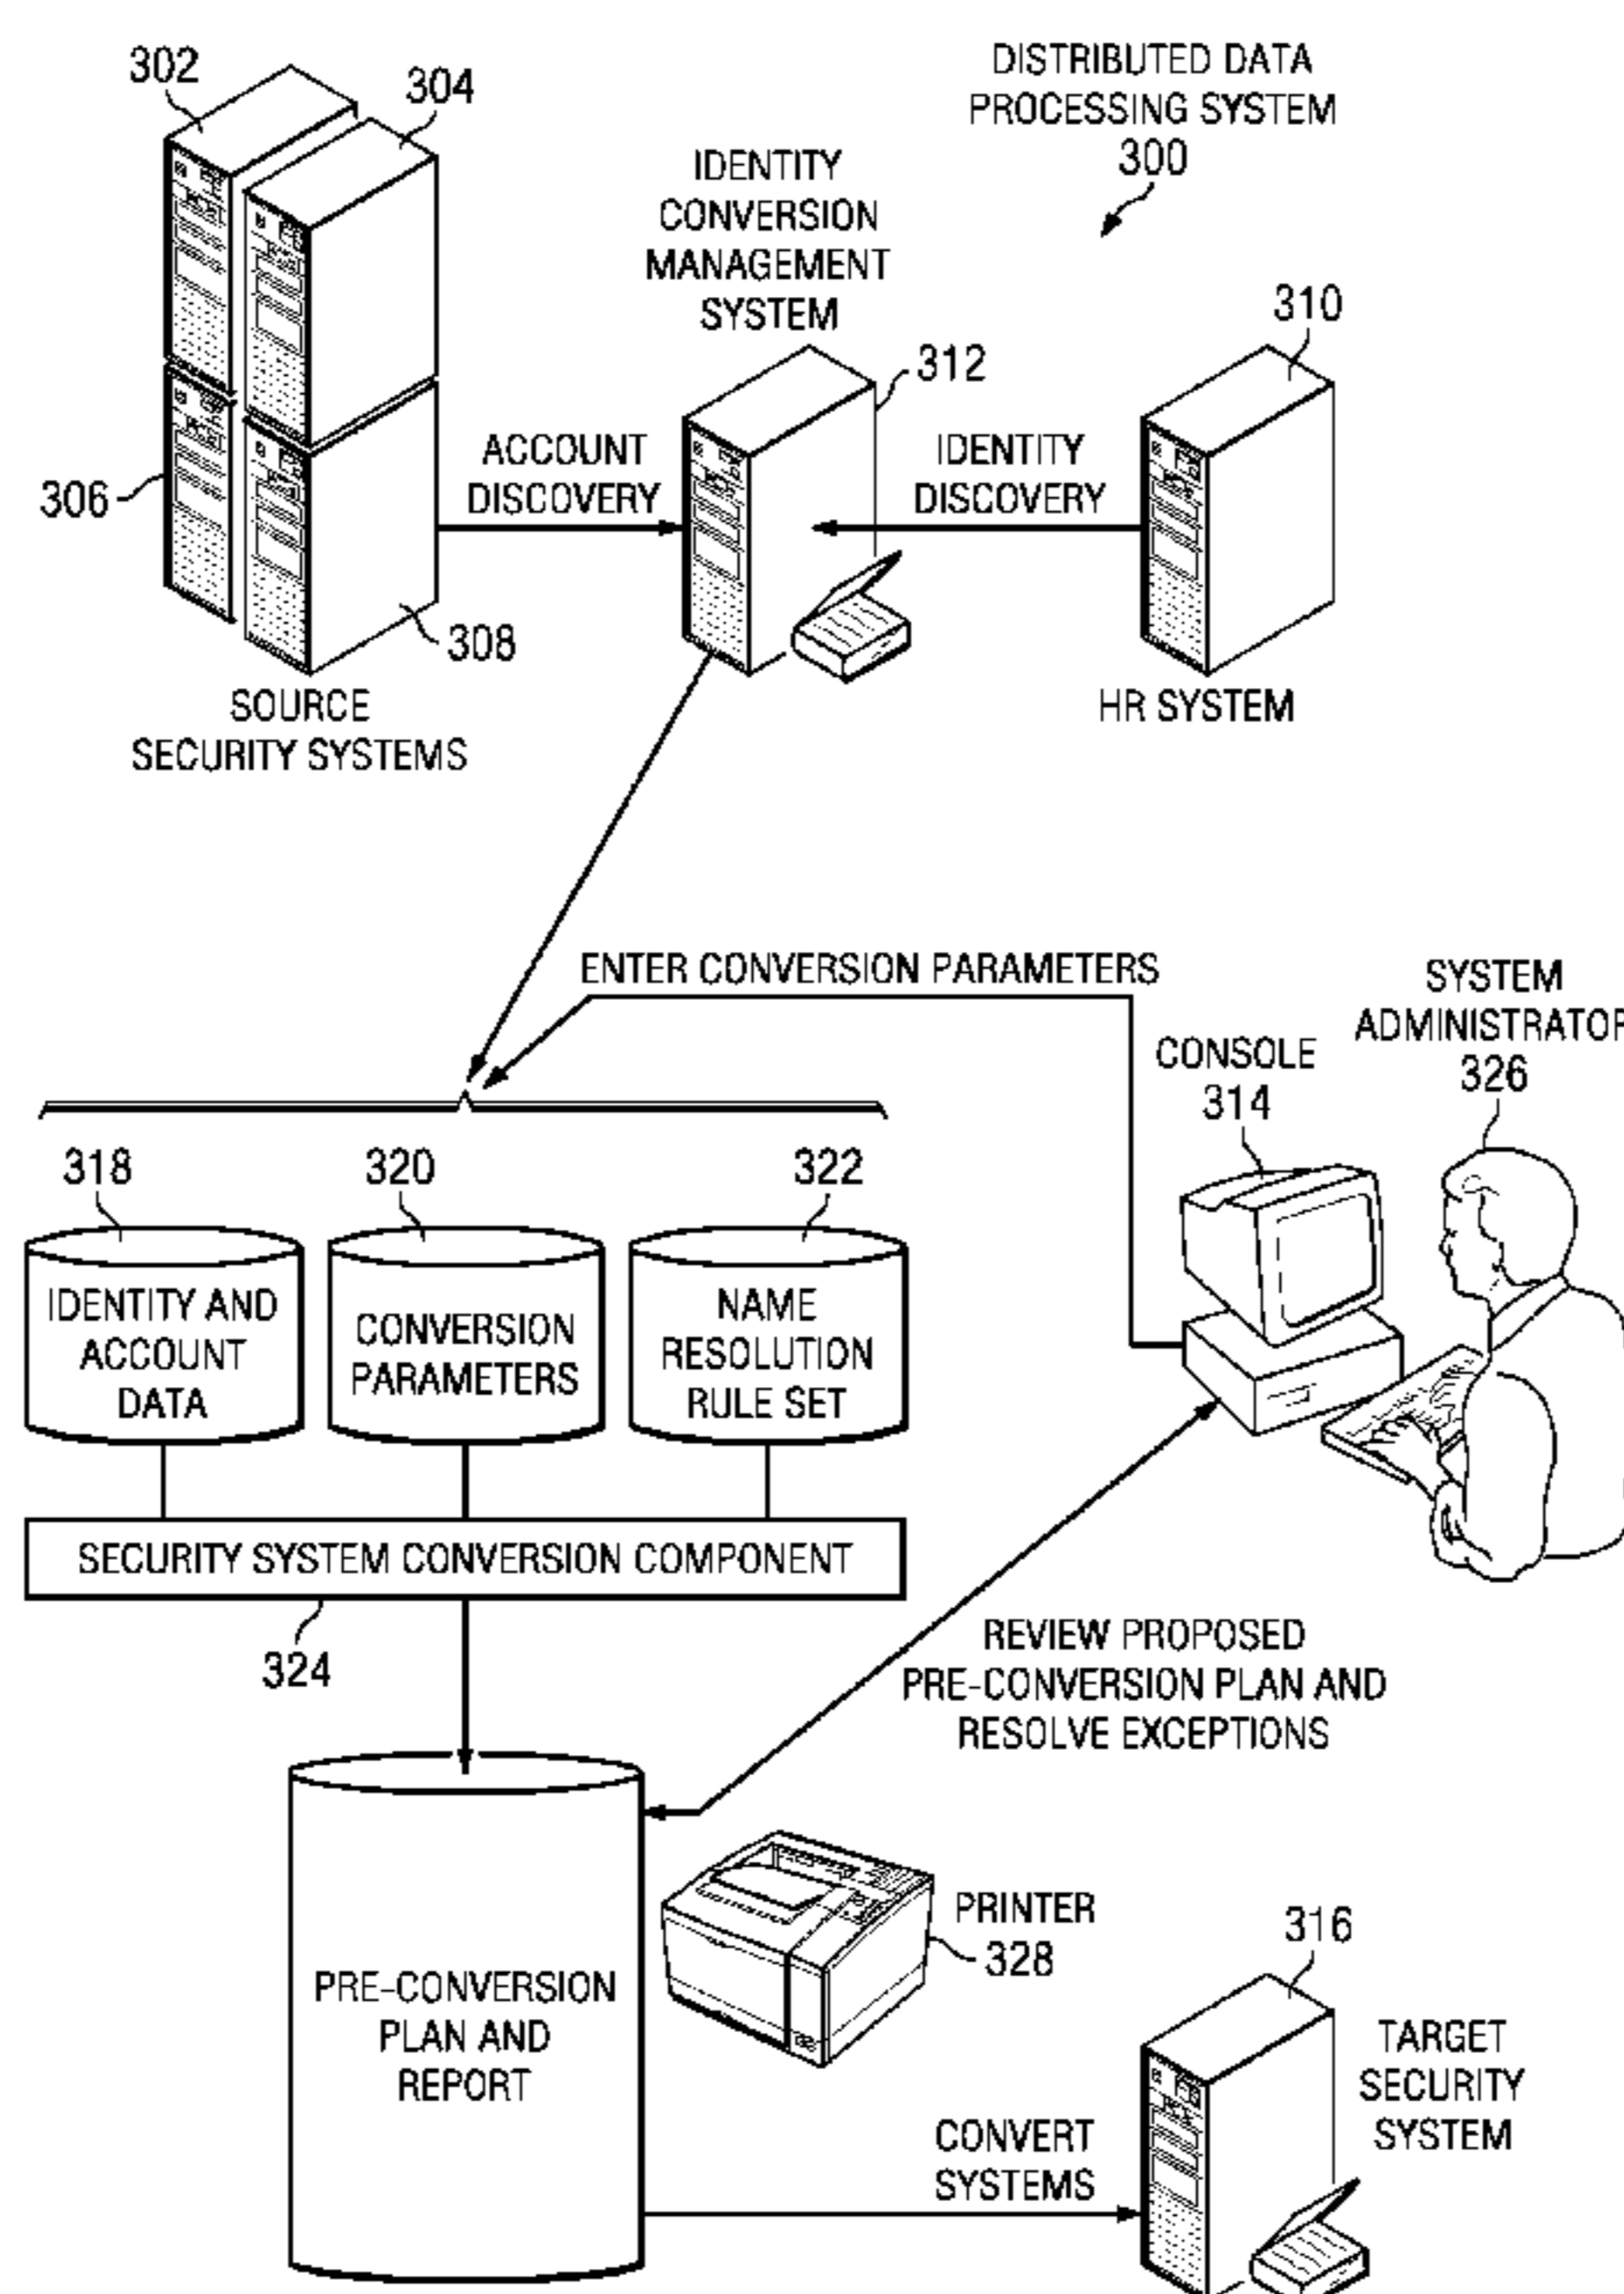 302
304
DISTRIBUTED DATA
PROCESSING SYSTEM
300
IDENTITY
CONVERSION
MANAGEMENT
SYSTEM
310
312
306
ACCOUNT
DISCOVERY
IDENTITY
DISCOVERY
308
SOURCE
SECURITY SYSTEMS
HR SYSTEM
ENTER CONVERSION PARAMETERS
SYSTEM
ADMINISTRATOR
326
CONSOLE
314
318
320
322
IDENTITY AND
ACCOUNT
DATA
CONVERSION
PARAMETERS
NAME
RESOLUTION
RULE SET
SECURITY SYSTEM CONVERSION COMPONENT
324
REVIEW PROPOSED
PRE-CONVERSION PLAN AND
RESOLVE EXCEPTIONS
PRINTER
328
316
PRE-CONVERSION
PLAN AND
REPORT
TARGET
SECURITY
SYSTEM
CONVERT
SYSTEMS